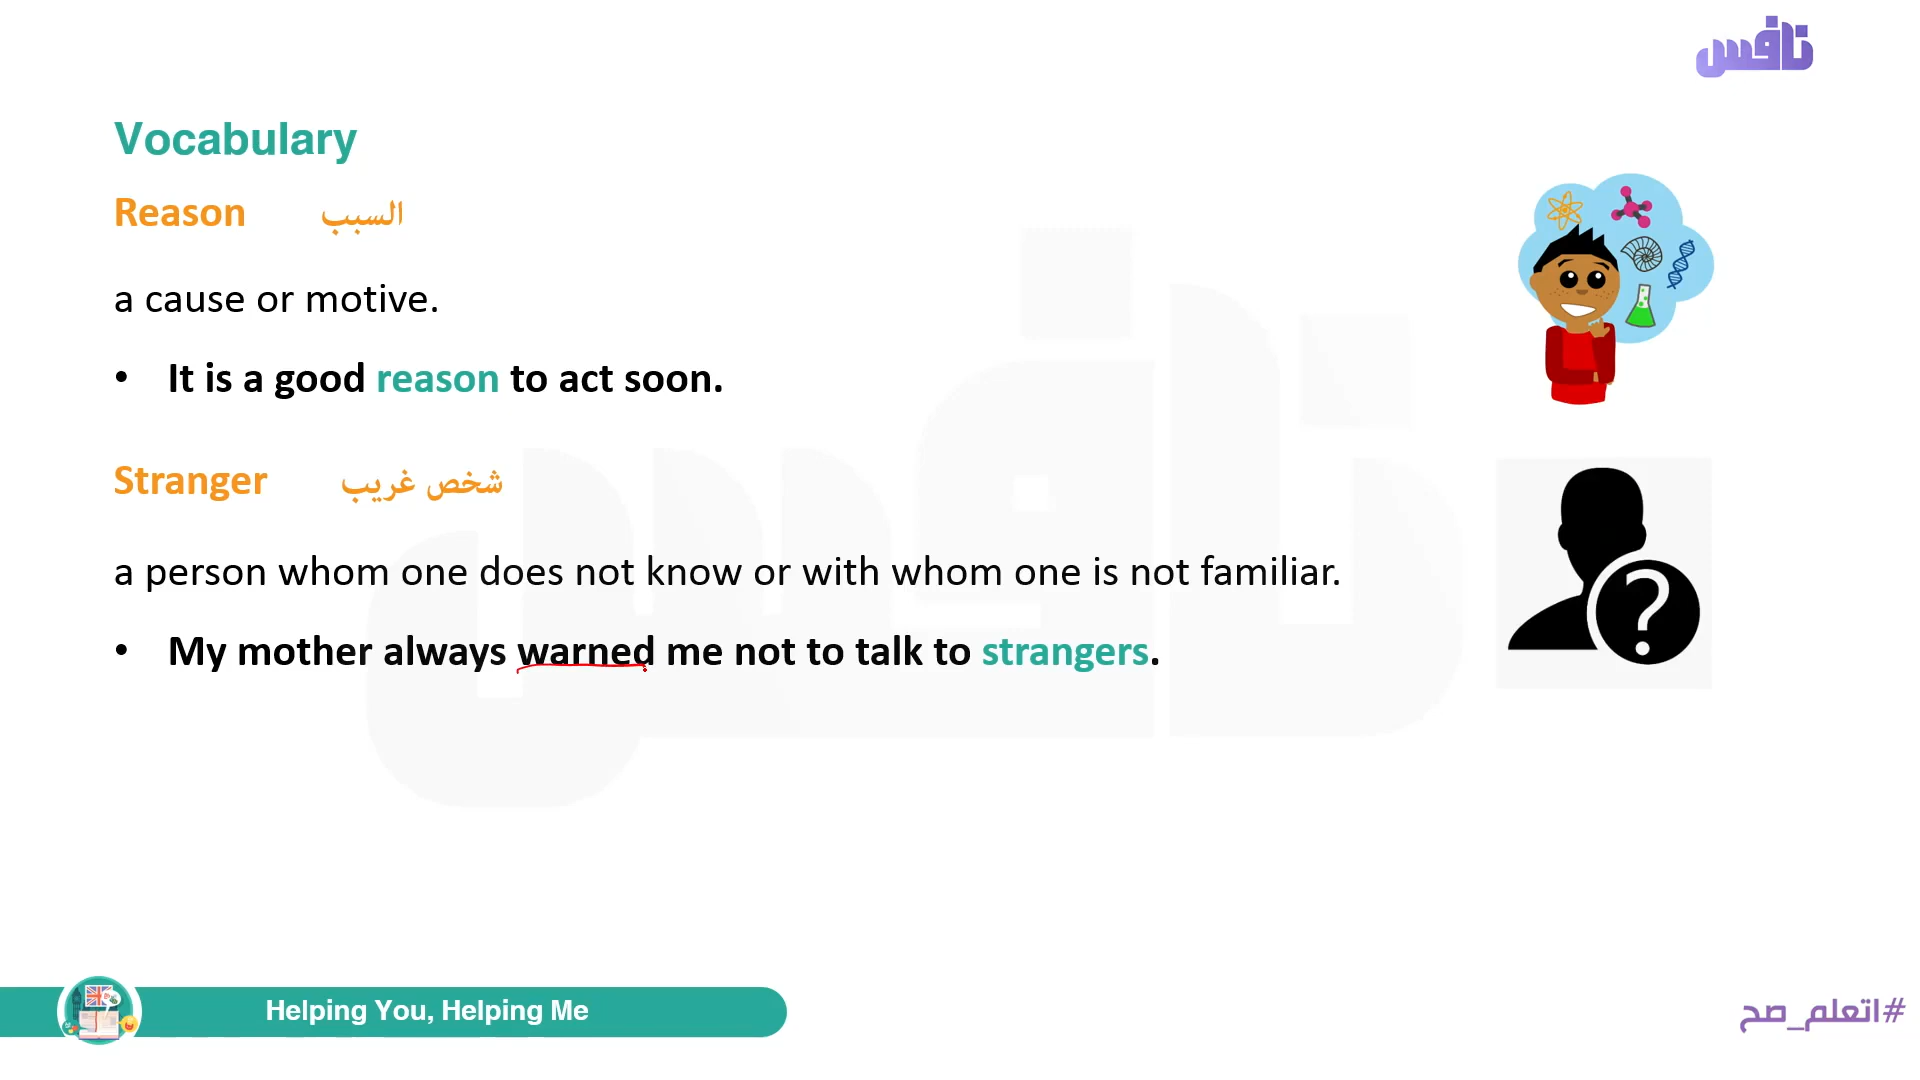 نافس
Vocabulary
Reason السبب
a cause or motive.
• It is a good reason to act soon.
Stranger شخص غريب
a person whom one does not know or with whom one is not familiar.
• My mother always warned me not to talk to strangers.
Helping You, Helping Me
#اتعلم_صح